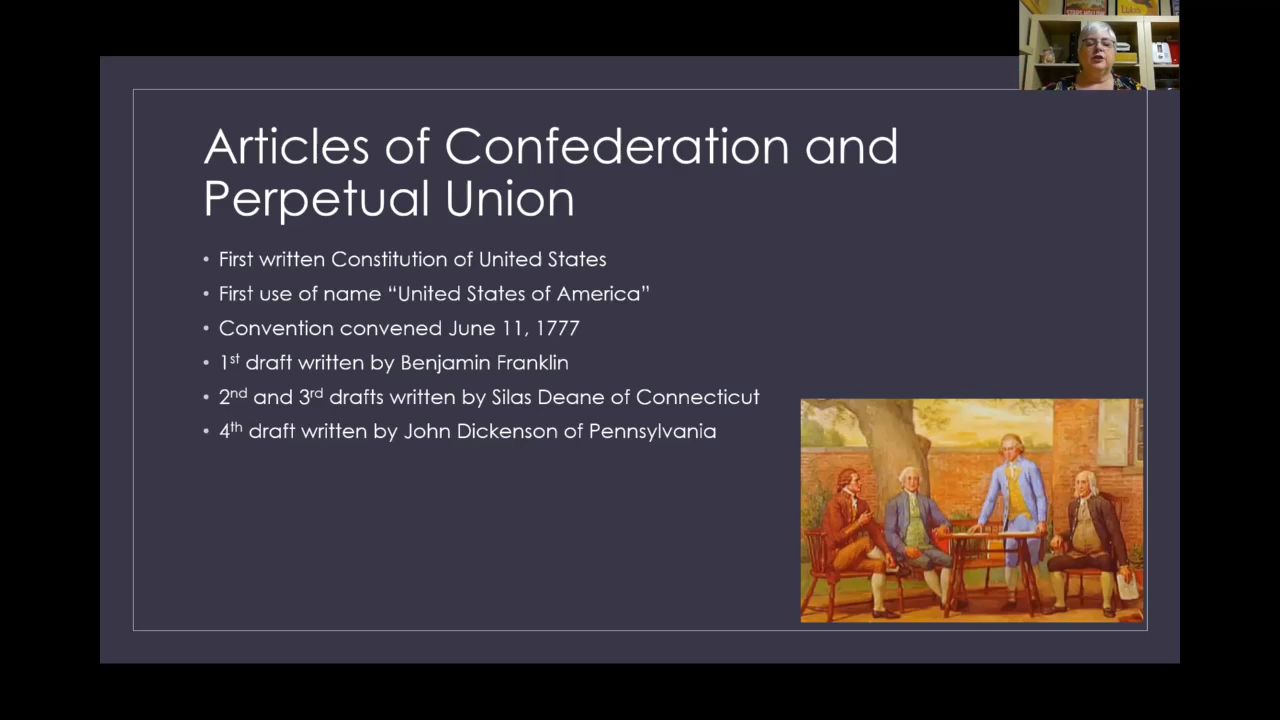 Articles of Confederation and
Perpetual Union
• First written Constitution of United States
• First use of name “United States of America”
• Convention convened June 11, 1777
• 1st draft written by Benjamin Franklin
• 2nd and 3rd drafts written by Silas Deane of Connecticut
• 4th draft written by John Dickenson of Pennsylvania